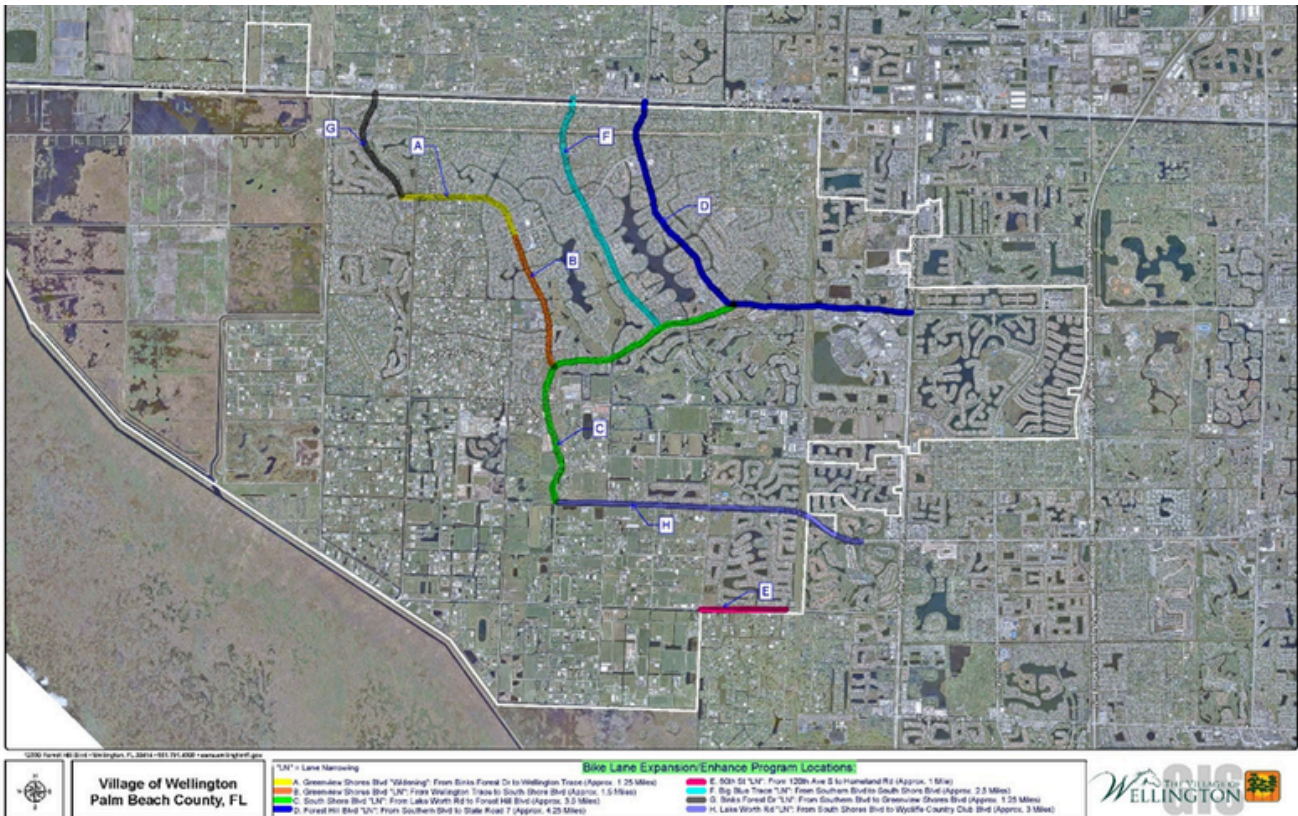 G
A
F
D
B
C
H
E
"LN" = Lane Narrowing
Bike Lane Expansion/Enhance Program Locations:
A. Greenview Shores Blvd "Widening": From Binks Forest Dr to Wellington Trace (Approx. 1.25 Miles)
B. Greenview Shores Blvd "LN": From Wellington Trace to South Shore Blvd (Approx. 1.5 Miles)
C. South Shore Blvd "LN": From Lake Worth Rd to Forest Hill Blvd (Approx. 3.0 Miles)
D. Forest Hill Blvd "LN": From Southern Blvd to State Road 7 (Approx. 4.25 Miles)
E. 50th St "LN": From 120th Ave S to Homeland Rd (Approx. 1 Mile)
F. Big Blue Trace "LN": From Southern Blvd to South Shore Blvd (Approx. 2.5 Miles)
G. Binks Forest Dr "LN": From Southern Blvd to Greenview Shores Blvd (Approx. 1.25 Miles)
H. Lake Worth Rd "LN": From South Shores Blvd to Wycliffe Country Club Blvd (Approx. 3 Miles)
Village of Wellington
Palm Beach County, FL
GIS
THE VILLAGE OF
WELLINGTON